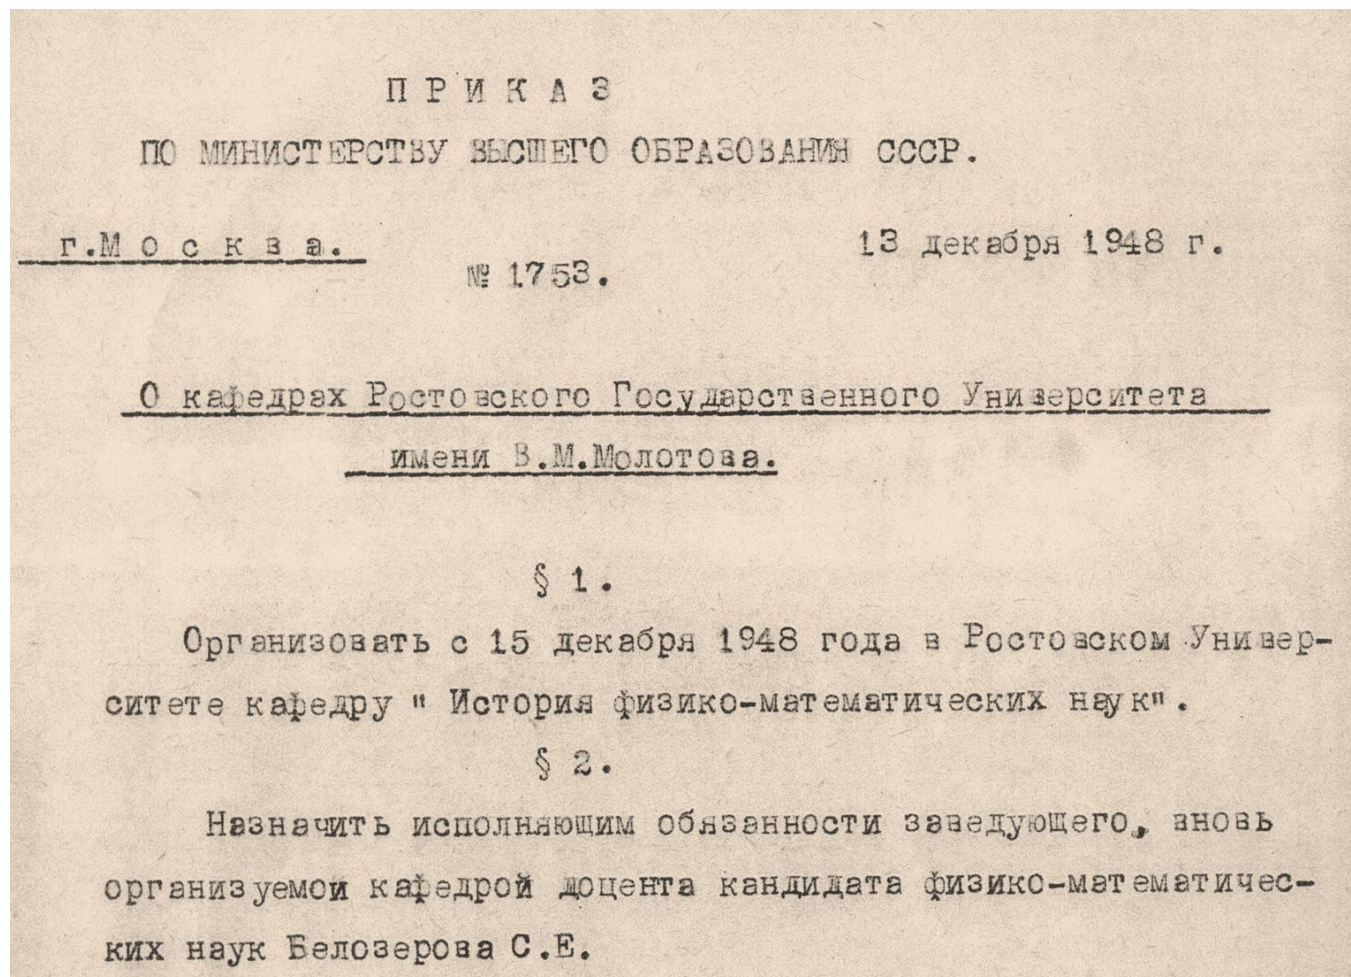 П Р И К А З
ПО МИНИСТЕРСТВУ ВЫСШЕГО ОБРАЗОВАНИЯ СССР.
г.М о с к в а.
13 декабря 1948 г.
№ 1753.
О кафедрах Ростовского Государственного Университета
имени В.М.Молотова.
§ 1.
Организовать с 15 декабря 1948 года в Ростовском Универ-
ситете кафедру " История физико-математических наук".
§ 2.
Назначить исполняющим обязанности заведующего, вновь
организуемой кафедрой доцента кандидата физико-математичес-
ких наук Белозерова С.Е.